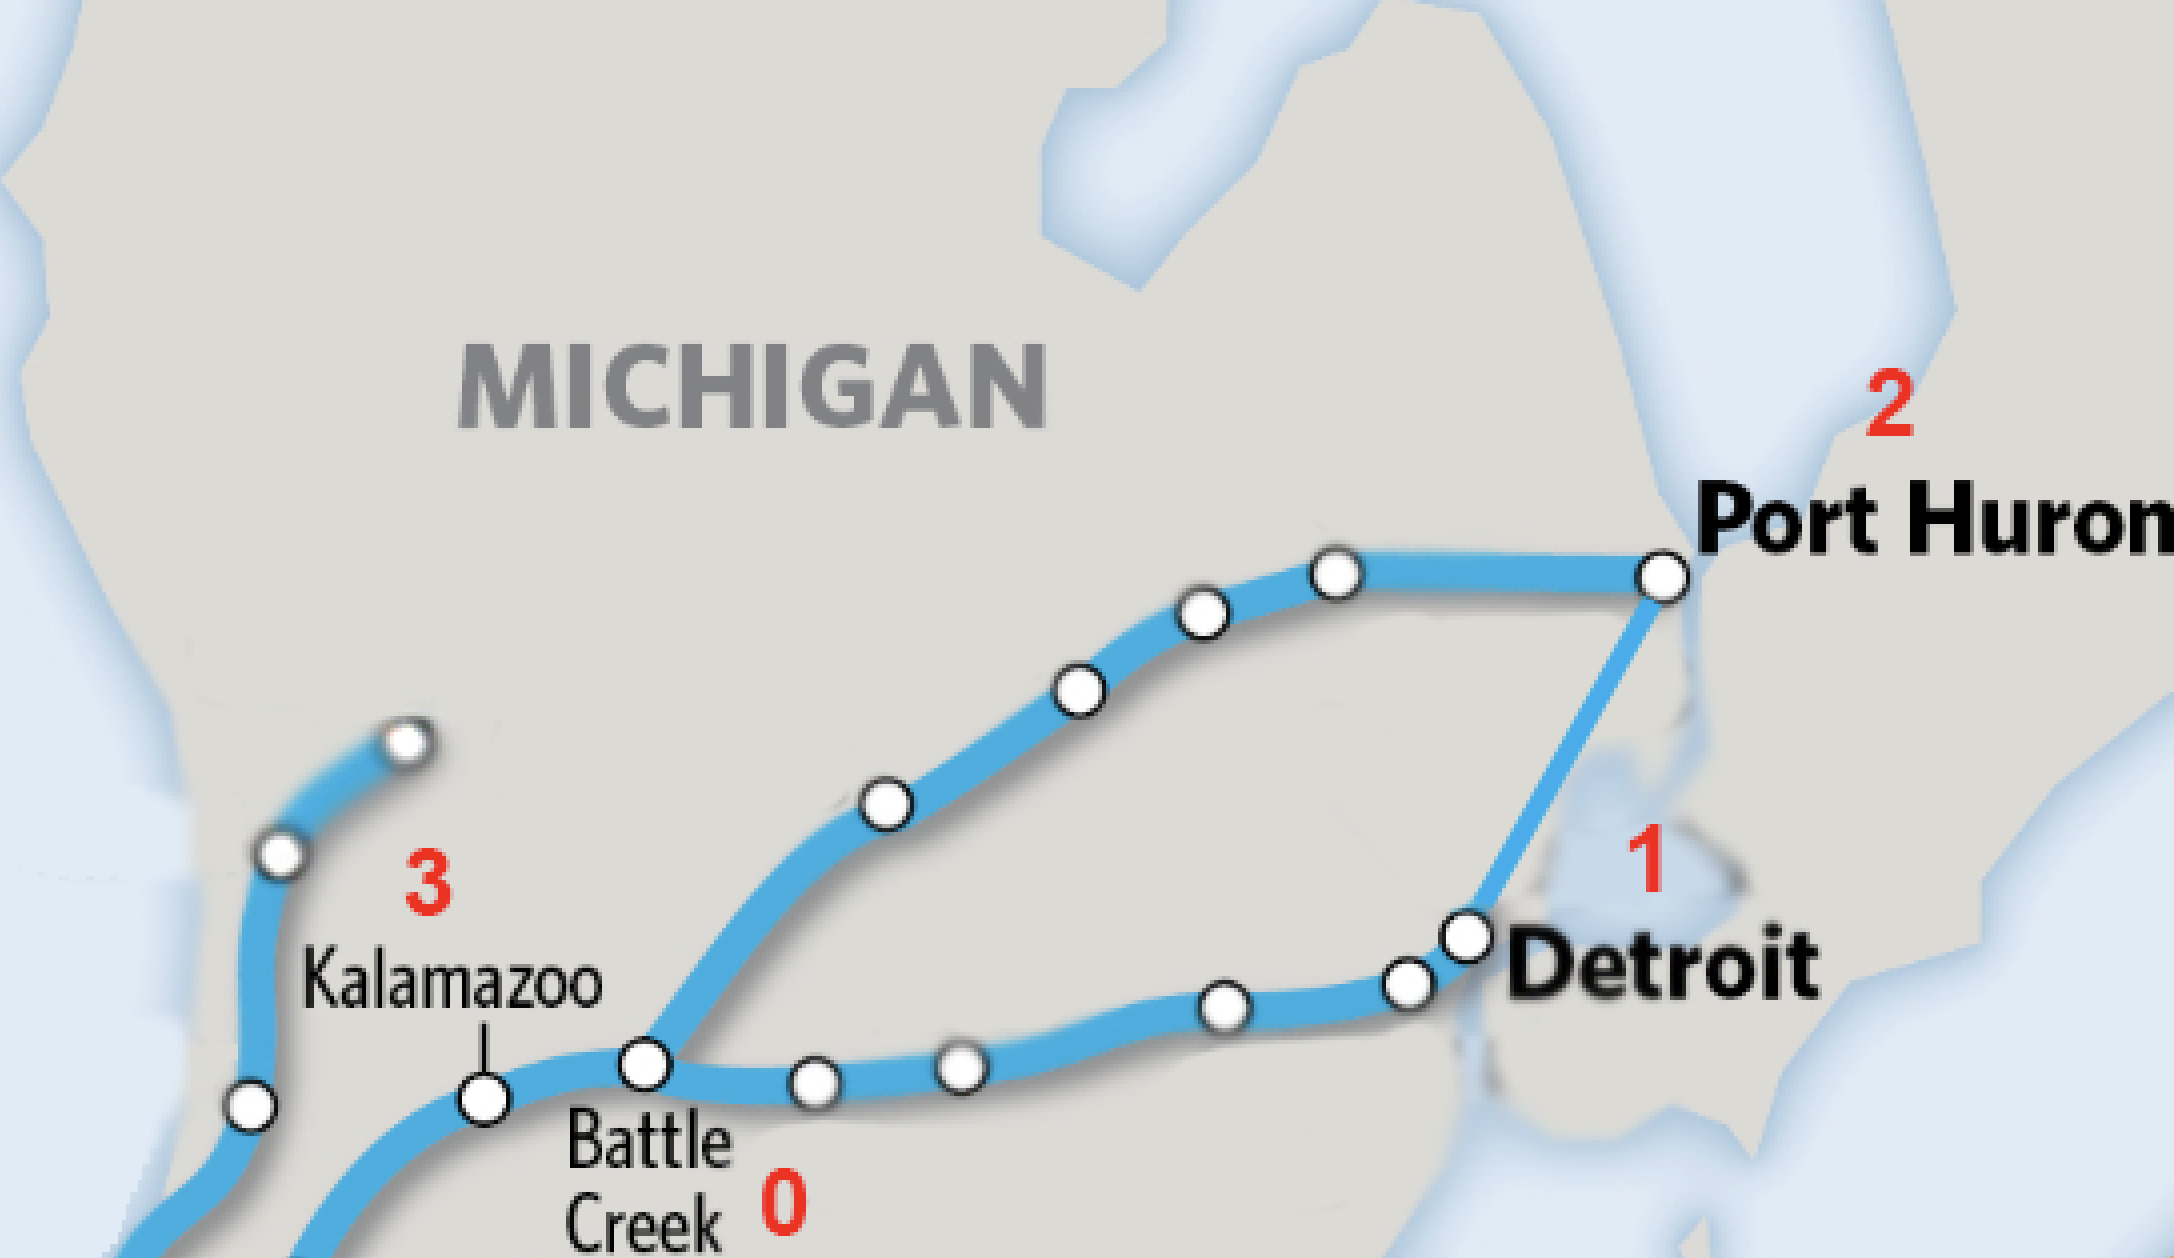 MICHIGAN
2
Port Huron
3
1
Kalamazoo
Detroit
Battle
Creek 0